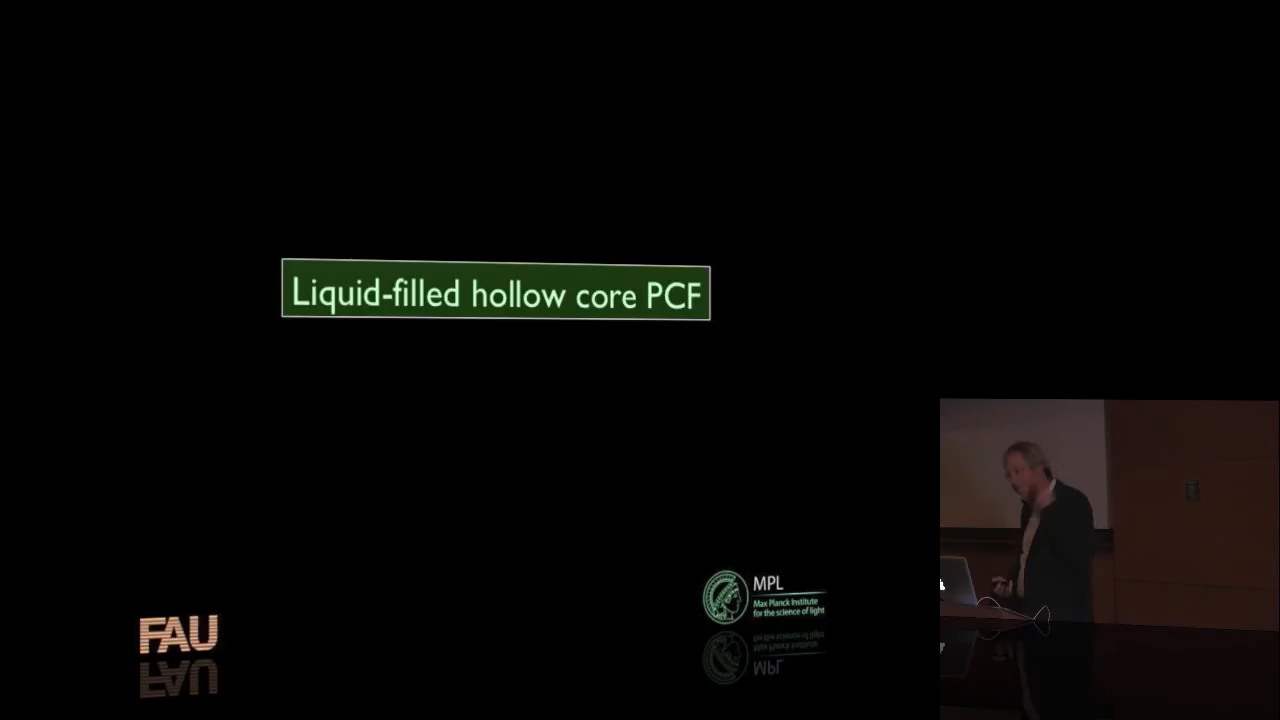 Liquid-filled hollow core PCF
MPL
Max Planck Institute
for the science of light
FAU